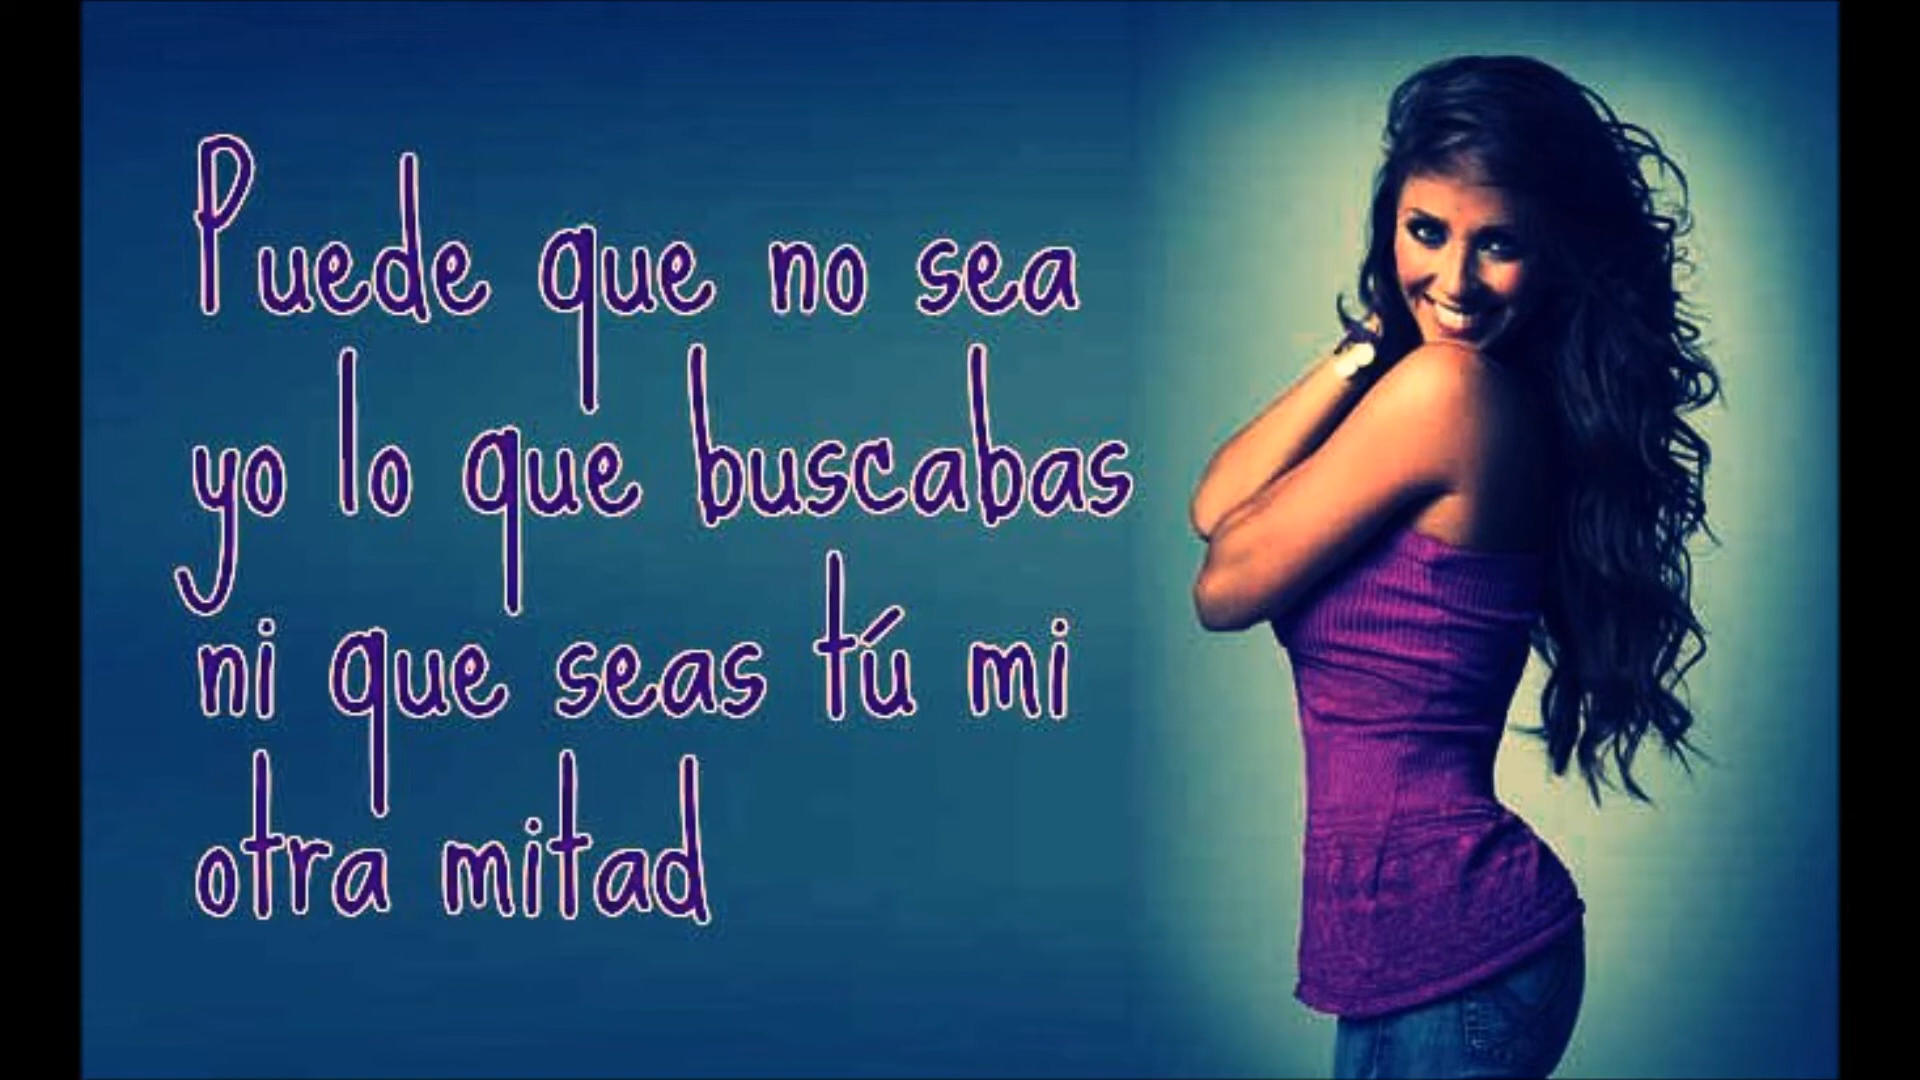 Puede que no sea
yo lo que buscabas
ni que seas tú mi
otra mitad